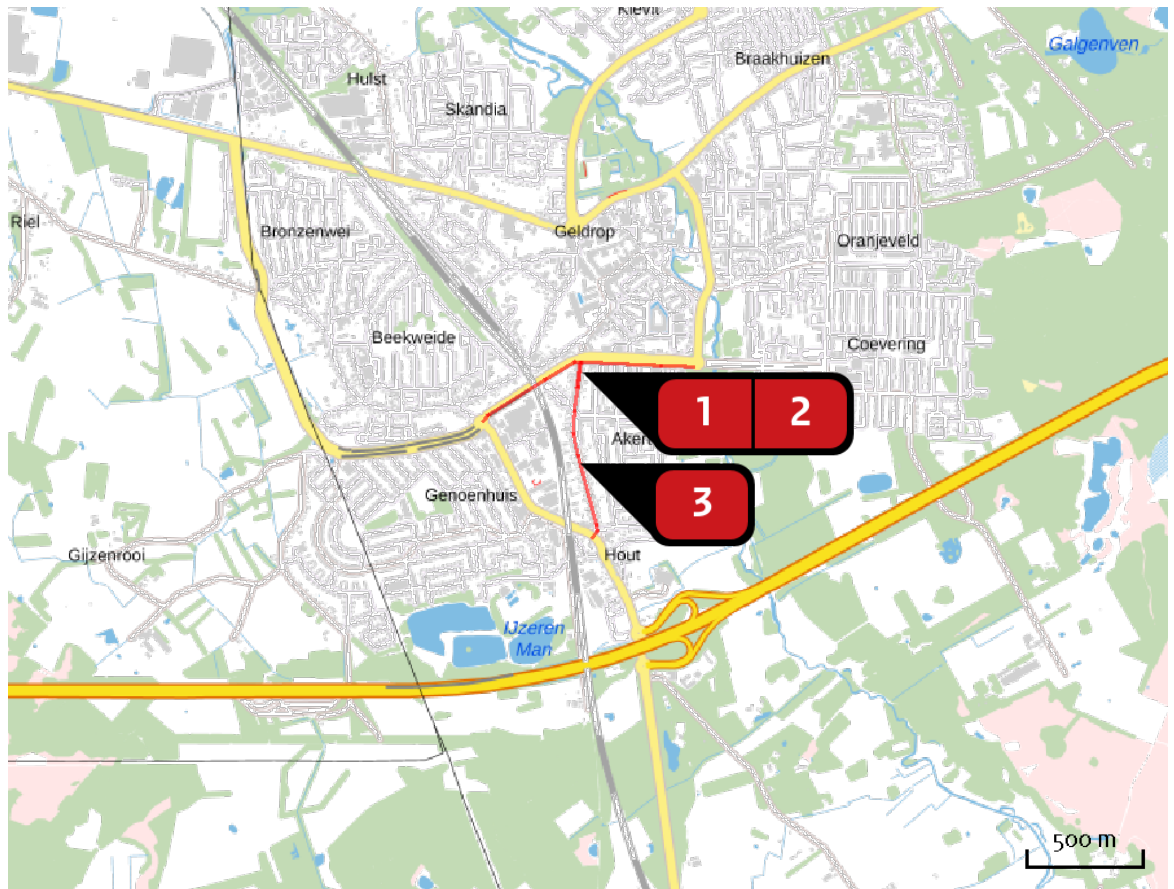 Kievit
Galgenven
Braakhuizen
Hulst
Skandia
Riel
Bronzenwei
Geldrop
Oranjeveld
Beekweide
Coevering
1 2
Akert
Genoenhuis
3
Gijzenrooi
Hout
IJzeren
Man
500 m